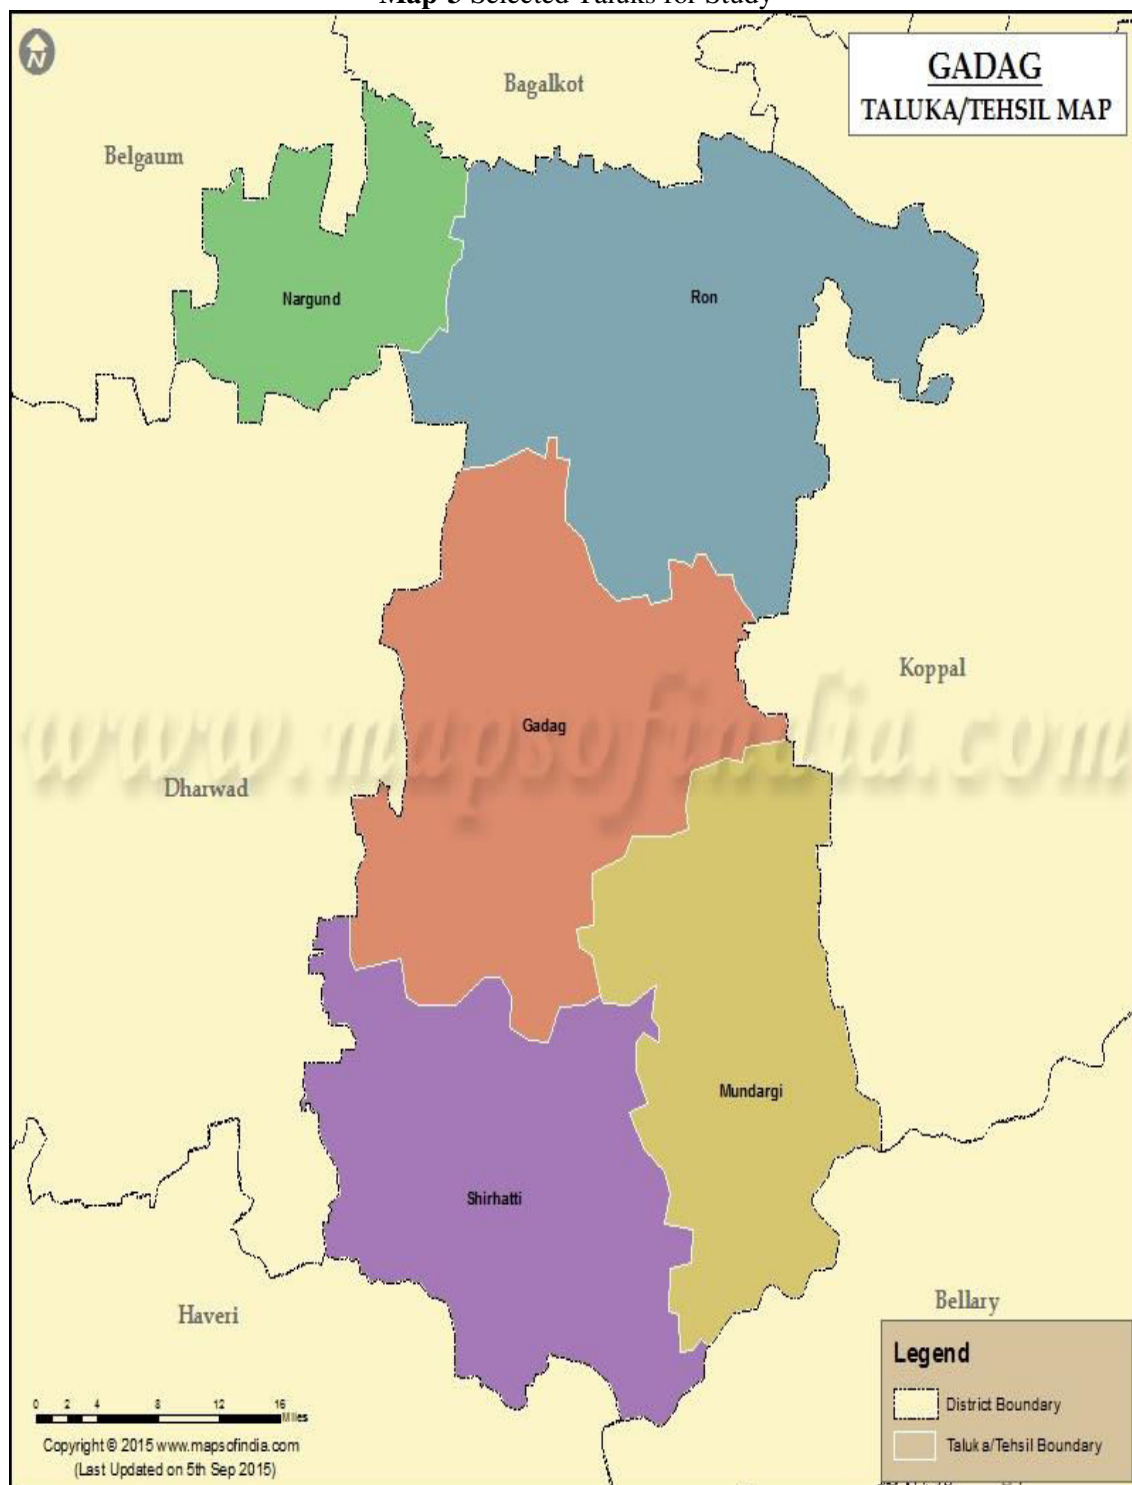 Map-3 Selected Taluks for Study
N
GADAG
TALUKA/TEHSIL MAP
Bagalkot
Belgaum
Nargund
Ron
Koppal
Gadag
www.mapsofindia.com
Dharwad
Mundargi
Shirhatti
Haveri
Bellary
Legend
District Boundary
Taluka/Tehsil Boundary
0 2 4 8 12 16
Miles
Copyright © 2015 www.mapsofindia.com
(Last Updated on 5th Sep 2015)